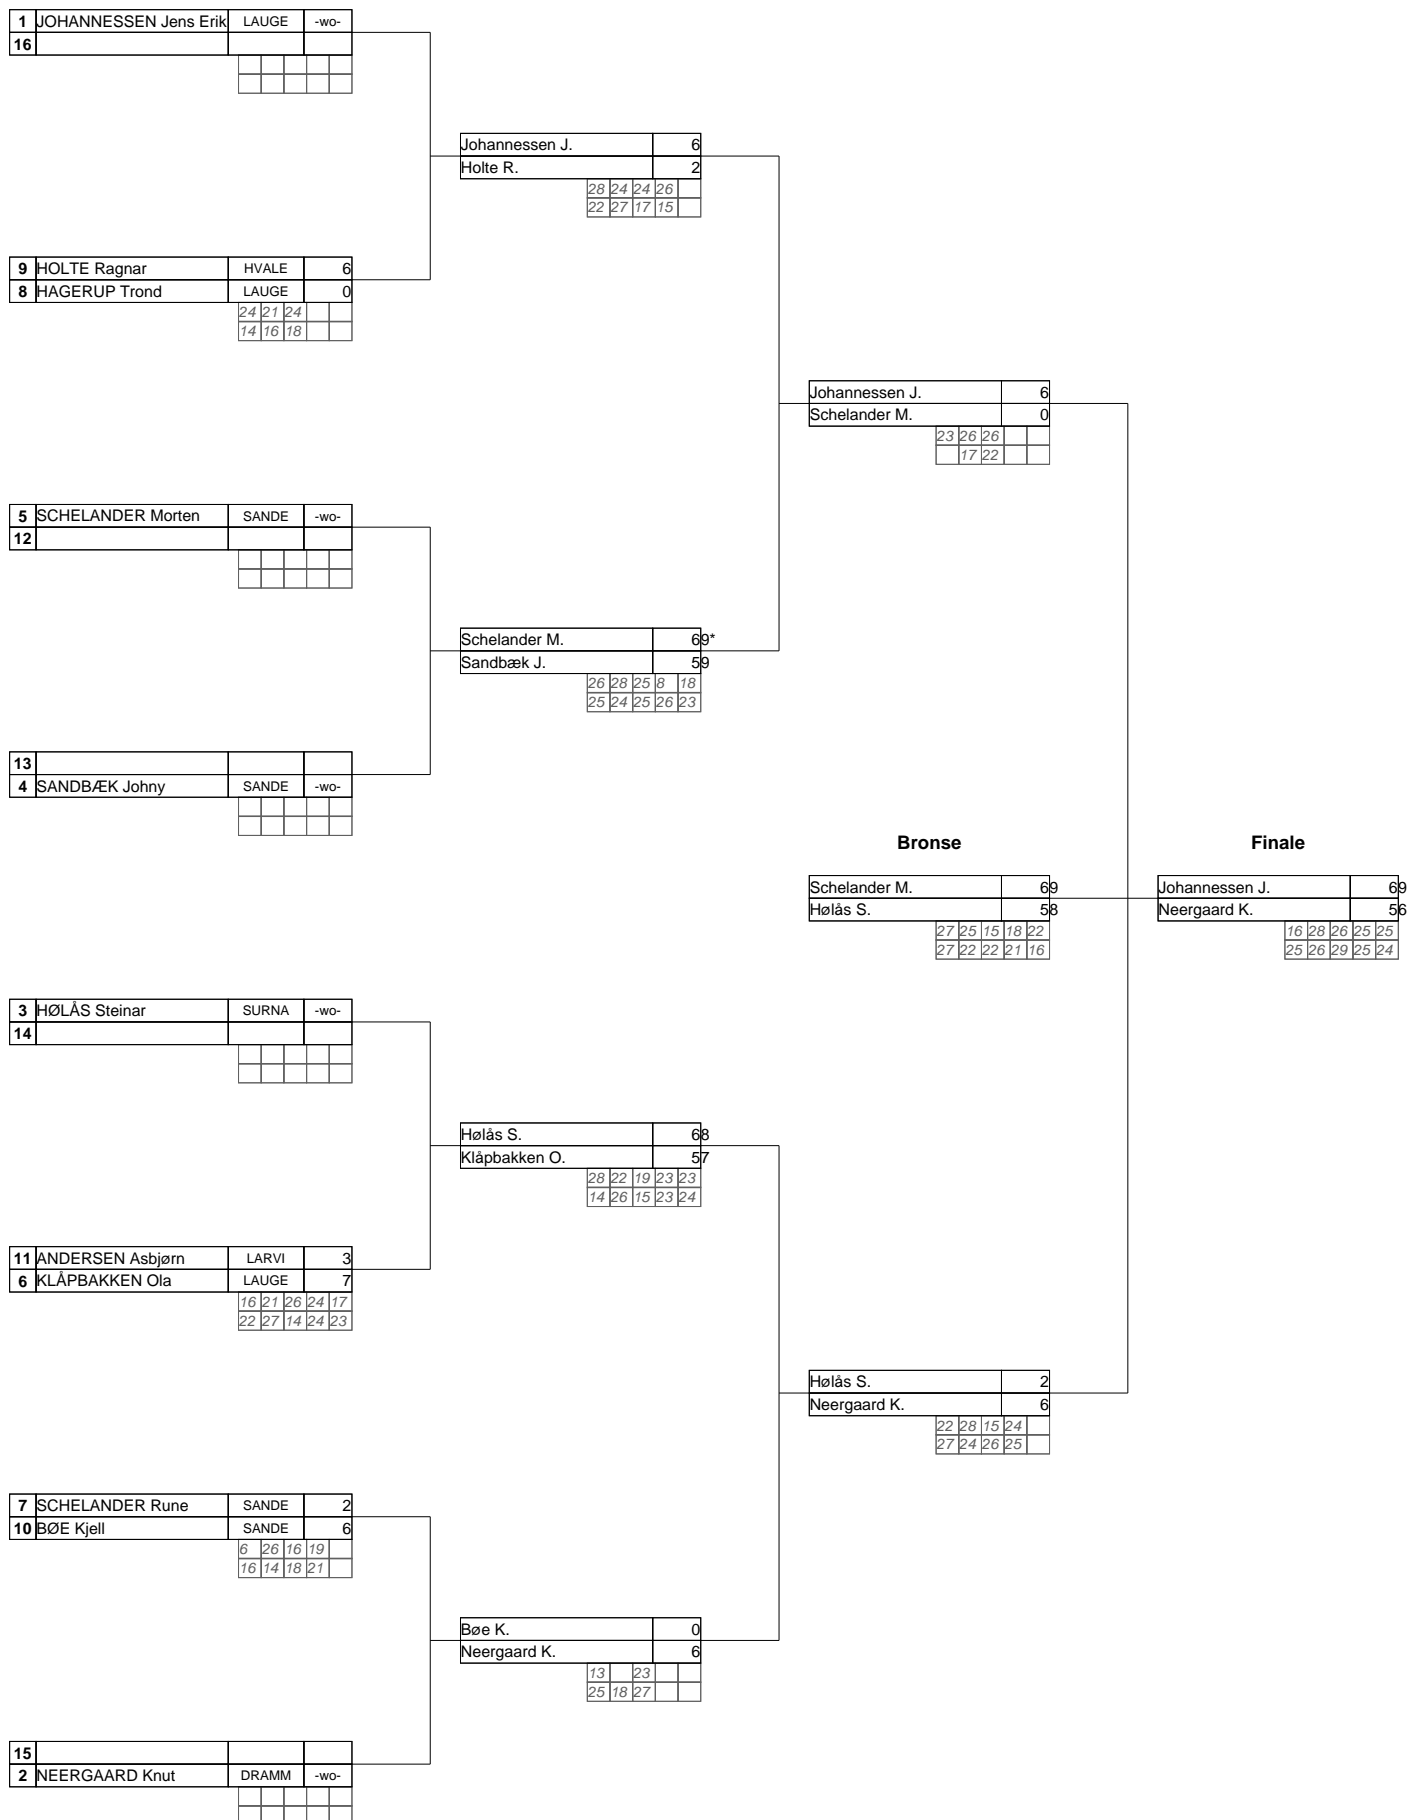 1 JOHANNESSEN Jens Erik LAUGE -wo-
16
Johannessen J. 6
Holte R. 2
28 24 24 26
22 27 17 15
9 HOLTE Ragnar HVALE 6
8 HAGERUP Trond LAUGE 0
24 21 24
14 16 18
Johannessen J. 6
Schelander M. 0
23 26 26
17 22
5 SCHELANDER Morten SANDE -wo-
12
Schelander M. 69*
Sandbæk J. 59
26 28 25 8 18
25 24 25 26 23
13
4 SANDBÆK Johny SANDE -wo-
Bronse Finale
Schelander M. 69 Johannessen J. 69
Hølås S. 58 Neergaard K. 56
27 25 15 18 22 16 28 26 25 25
27 22 22 21 16 25 26 29 25 24
3 HØLÅS Steinar SURNA -wo-
14
Hølås S. 68
Klåpbakken O. 57
28 22 19 23 23
14 26 15 23 24
11 ANDERSEN Asbjørn LARVI 3
6 KLÅPBAKKEN Ola LAUGE 7
16 21 26 24 17
22 27 14 24 23
Hølås S. 2
Neergaard K. 6
22 28 15 24
27 24 26 25
7 SCHELANDER Rune SANDE 2
10 BØE Kjell SANDE 6
6 26 16 19
16 14 18 21
Bøe K. 0
Neergaard K. 6
13 23
25 18 27
15
2 NEERGAARD Knut DRAMM -wo-